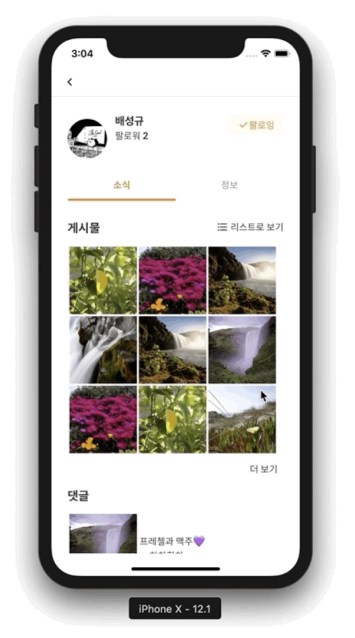 3:04
배성규
팔로워 2
팔로잉
소식
정보
게시물
리스트로 보기
더 보기
댓글
프레첼과 맥주💜
iPhone X - 12.1